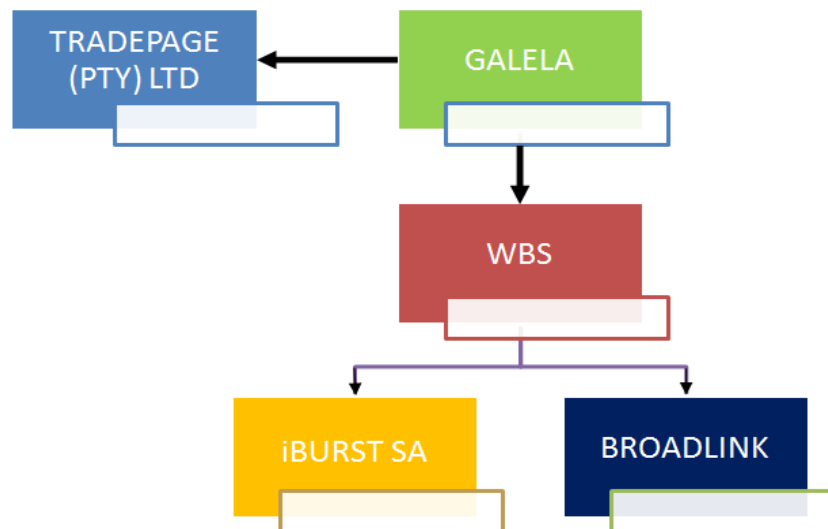 TRADEPAGE
(PTY) LTD
GALELA
WBS
iBURST SA
BROADLINK